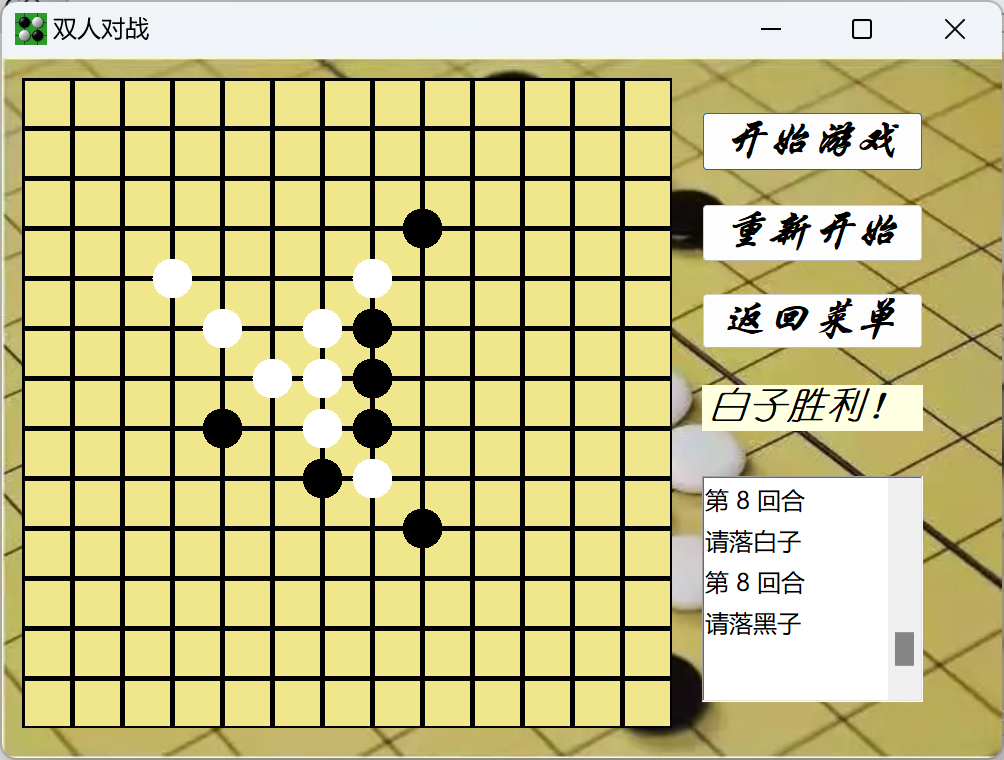 双人对战
开始游戏
重新开始
返回菜单
白子胜利!
第 8 回合
请落白子
第 8 回合
请落黑子